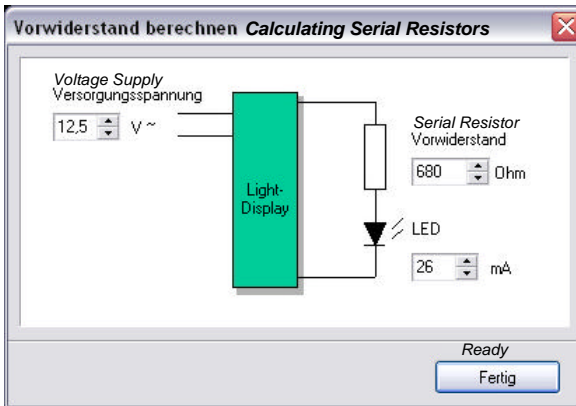 Vorwiderstand berechnen Calculating Serial Resistors
Voltage Supply
Versorgungsspannung
12,5 V ~
Serial Resistor
Vorwiderstand
680 Ohm
Light-
Display
LED
26 mA
Ready
Fertig